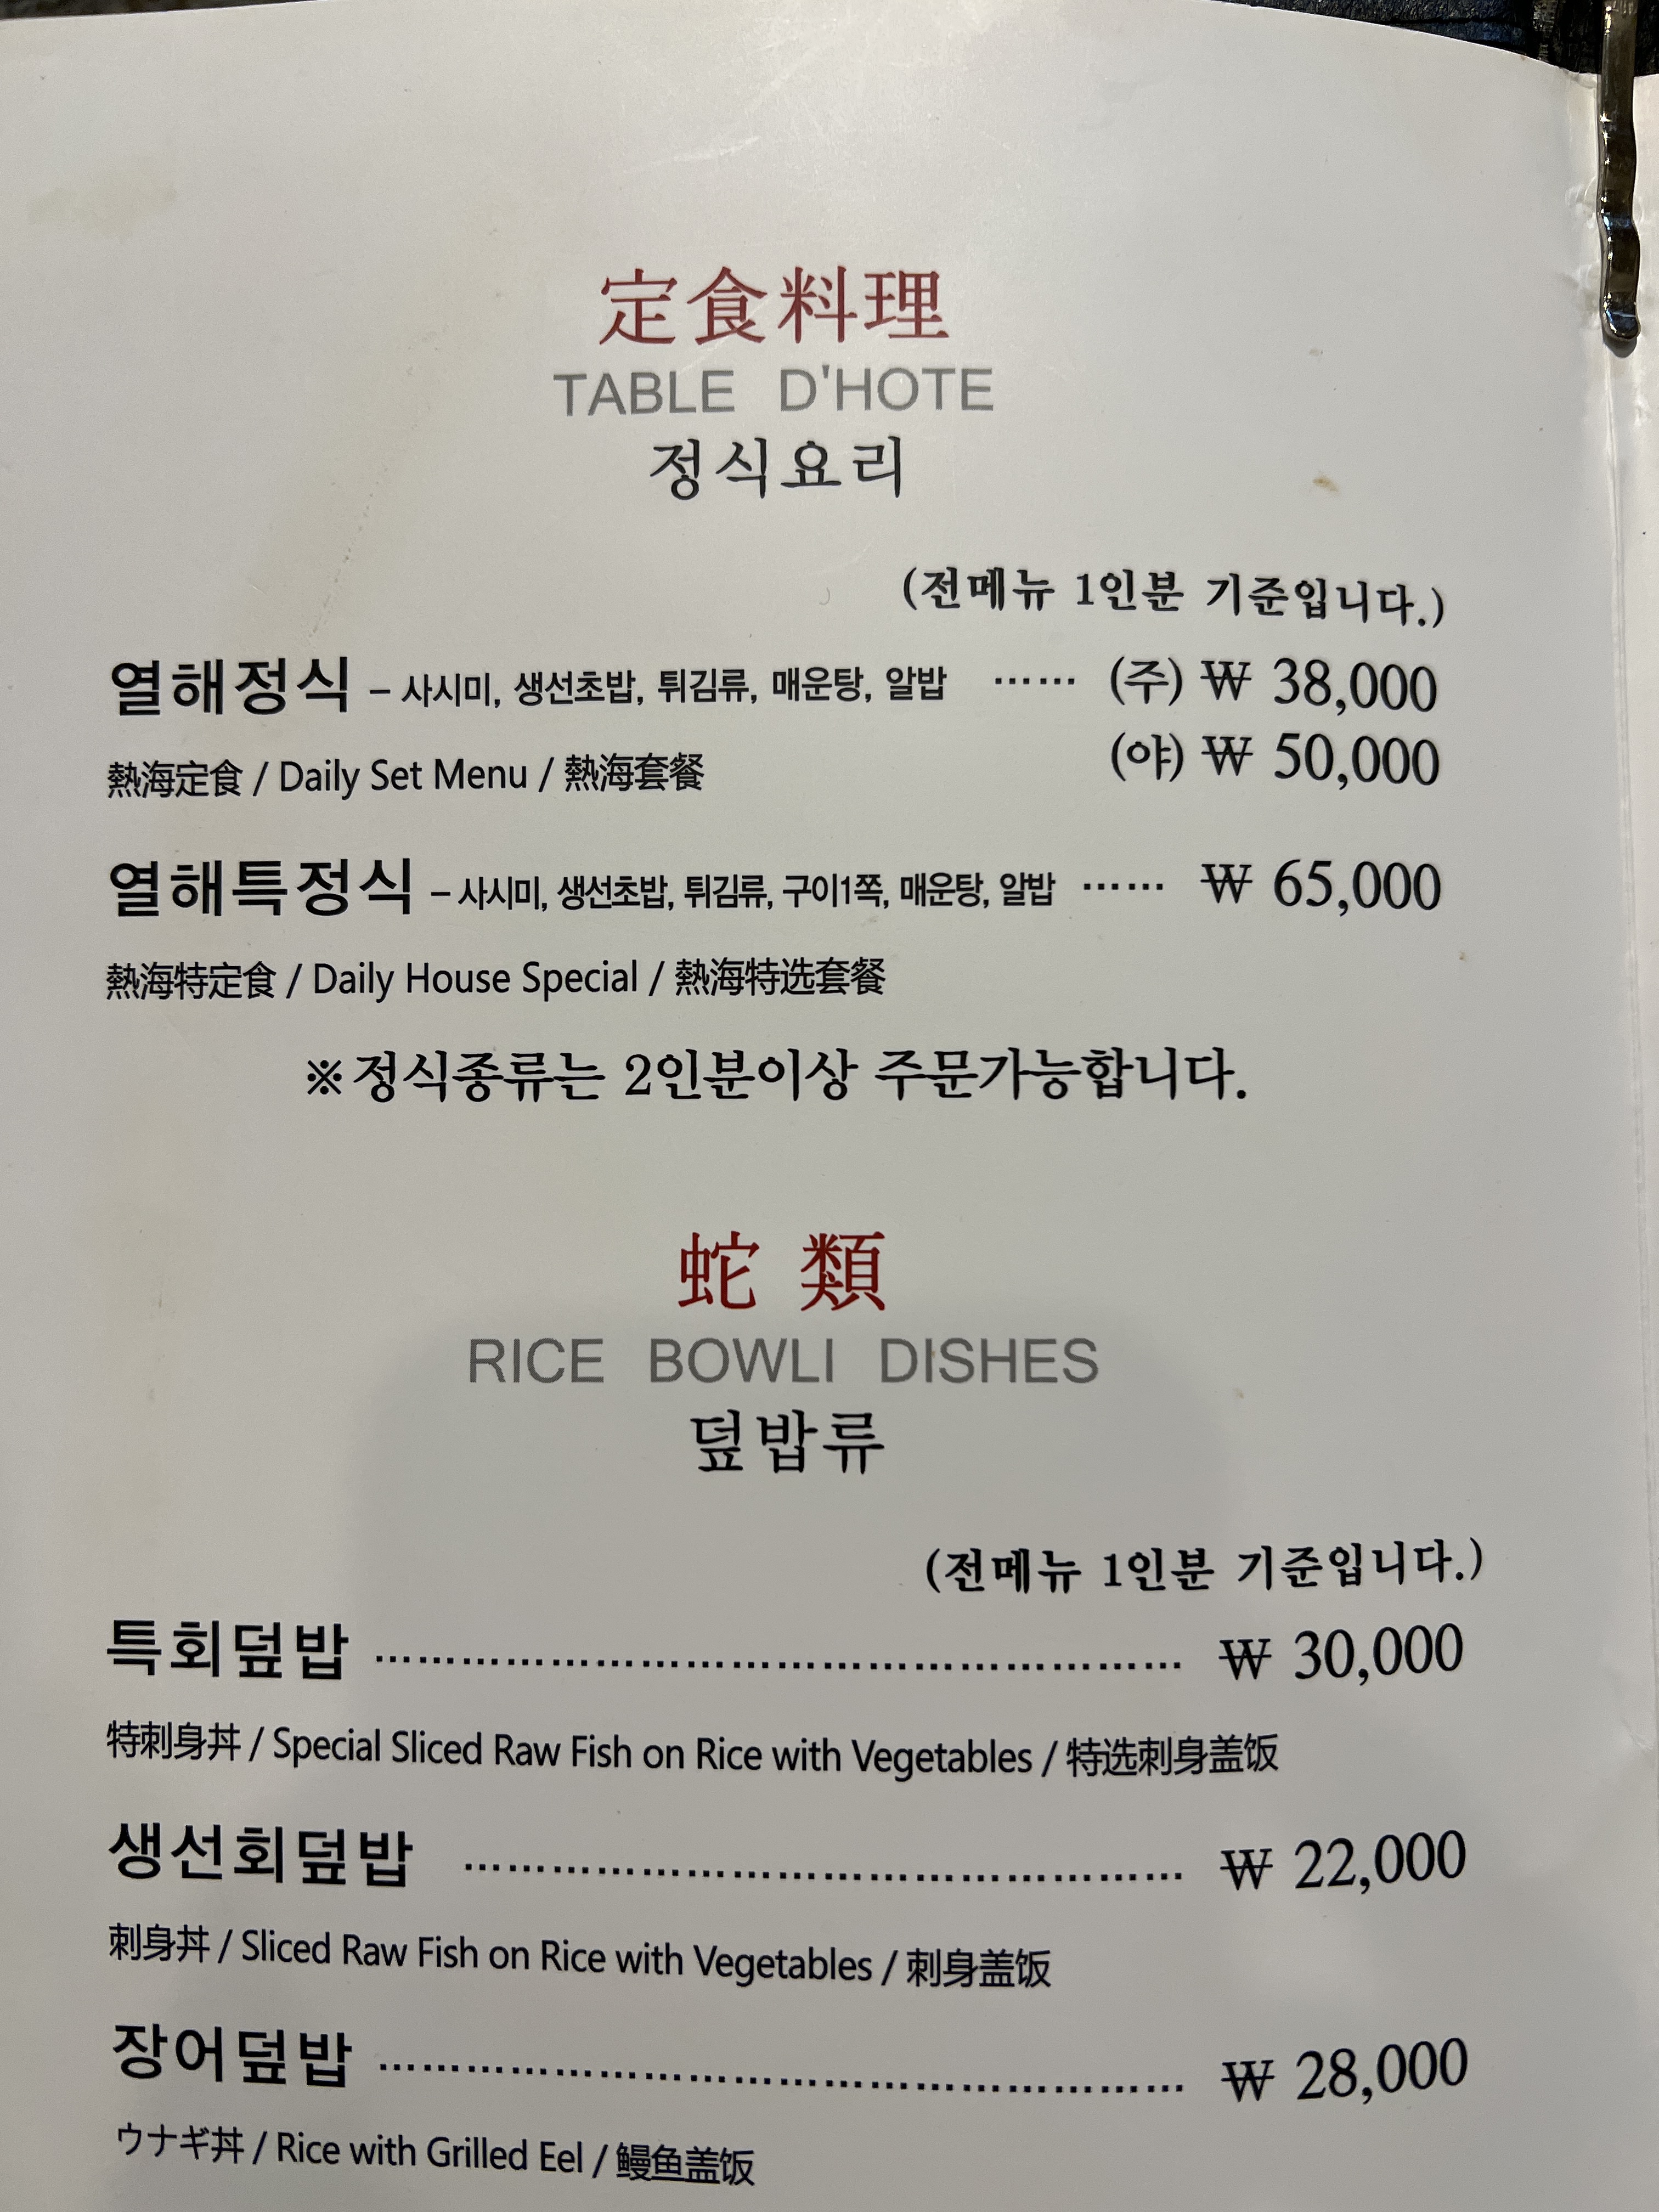 定食料理
TABLE D'HOTE
정식요리
(전메뉴 1인분 기준입니다.)
열해정식 – 사시미, 생선초밥, 튀김류, 매운탕, 알밥 …… (주) ₩ 38,000
(야) ₩ 50,000
熱海定食 / Daily Set Menu / 熱海套餐
열해특정식 – 사시미, 생선초밥, 튀김류, 구이1쪽, 매운탕, 알밥 …… ₩ 65,000
熱海特定食 / Daily House Special / 熱海特选套餐
※정식종류는 2인분이상 주문가능합니다.
蛇 類
RICE BOWLI DISHES
덮밥류
(전메뉴 1인분 기준입니다.)
특회덮밥 …………………………………………… ₩ 30,000
特刺身丼 / Special Sliced Raw Fish on Rice with Vegetables / 特选刺身盖饭
생선회덮밥 ……………………………………… ₩ 22,000
刺身丼 / Sliced Raw Fish on Rice with Vegetables / 刺身盖饭
장어덮밥 …………………………………………… ₩ 28,000
ウナギ丼 / Rice with Grilled Eel / 鳗鱼盖饭